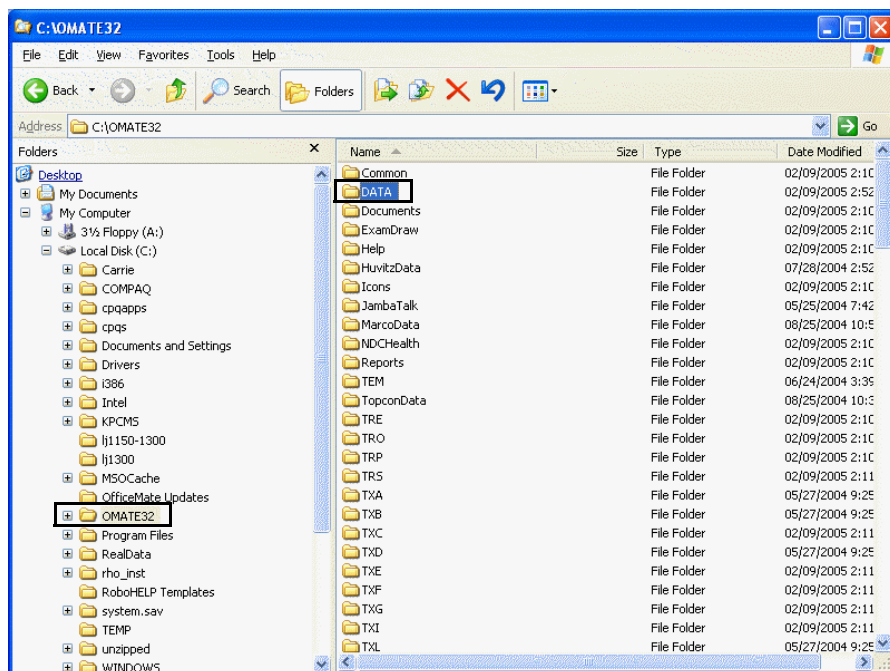 C:\OMATE32
File Edit View Favorites Tools Help
Back Search Folders
Address C:\OMATE32 Go
Folders
Desktop
My Documents
My Computer
3½ Floppy (A:)
Local Disk (C:)
Carrie
COMPAQ
cpqapps
cpqs
Documents and Settings
Drivers
i386
Intel
KPCMS
lj1150-1300
lj1300
MSOCache
OfficeMate Updates
OMATE32
Program Files
RealData
rho_inst
RoboHELP Templates
system.sav
TEMP
unzipped
WINDOWS
Name Size Type Date Modified
Common File Folder 02/09/2005 2:10
DATA File Folder 02/09/2005 2:52
Documents File Folder 02/09/2005 2:10
ExamDraw File Folder 02/09/2005 2:10
Help File Folder 02/09/2005 2:10
HuvitzData File Folder 07/28/2004 2:52
Icons File Folder 02/09/2005 2:10
JambaTalk File Folder 05/25/2004 7:42
MarcoData File Folder 08/25/2004 10:5
NDCHealth File Folder 02/09/2005 2:10
Reports File Folder 02/09/2005 2:10
TEM File Folder 06/24/2004 3:39
TopconData File Folder 08/25/2004 10:3
TRE File Folder 02/09/2005 2:10
TRO File Folder 02/09/2005 2:10
TRP File Folder 02/09/2005 2:10
TRS File Folder 02/09/2005 2:11
TXA File Folder 05/27/2004 9:25
TXB File Folder 05/27/2004 9:25
TXC File Folder 02/09/2005 2:11
TXD File Folder 05/27/2004 9:25
TXE File Folder 02/09/2005 2:11
TXF File Folder 02/09/2005 2:11
TXG File Folder 02/09/2005 2:11
TXI File Folder 02/09/2005 2:11
TXL File Folder 05/27/2004 9:25